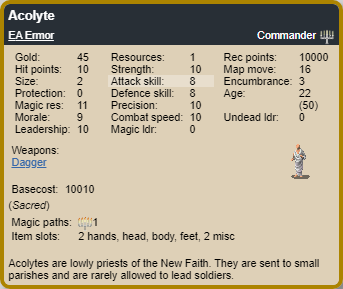 Acolyte
EA Ermor Commander
Gold: 45 Resources: 1 Rec points: 10000
Hit points: 10 Strength: 10 Map move: 16
Size: 2 Attack skill: 8 Encumbrance: 3
Protection: 0 Defence skill: 8 Age: 22
Magic res: 11 Precision: 10 (50)
Morale: 9 Combat speed: 10 Undead ldr: 0
Leadership: 10 Magic ldr: 0
Weapons:
Dagger
Basecost: 10010
(Sacred)
Magic paths: 1
Item slots: 2 hands, head, body, feet, 2 misc
Acolytes are lowly priests of the New Faith. They are sent to small
parishes and are rarely allowed to lead soldiers.